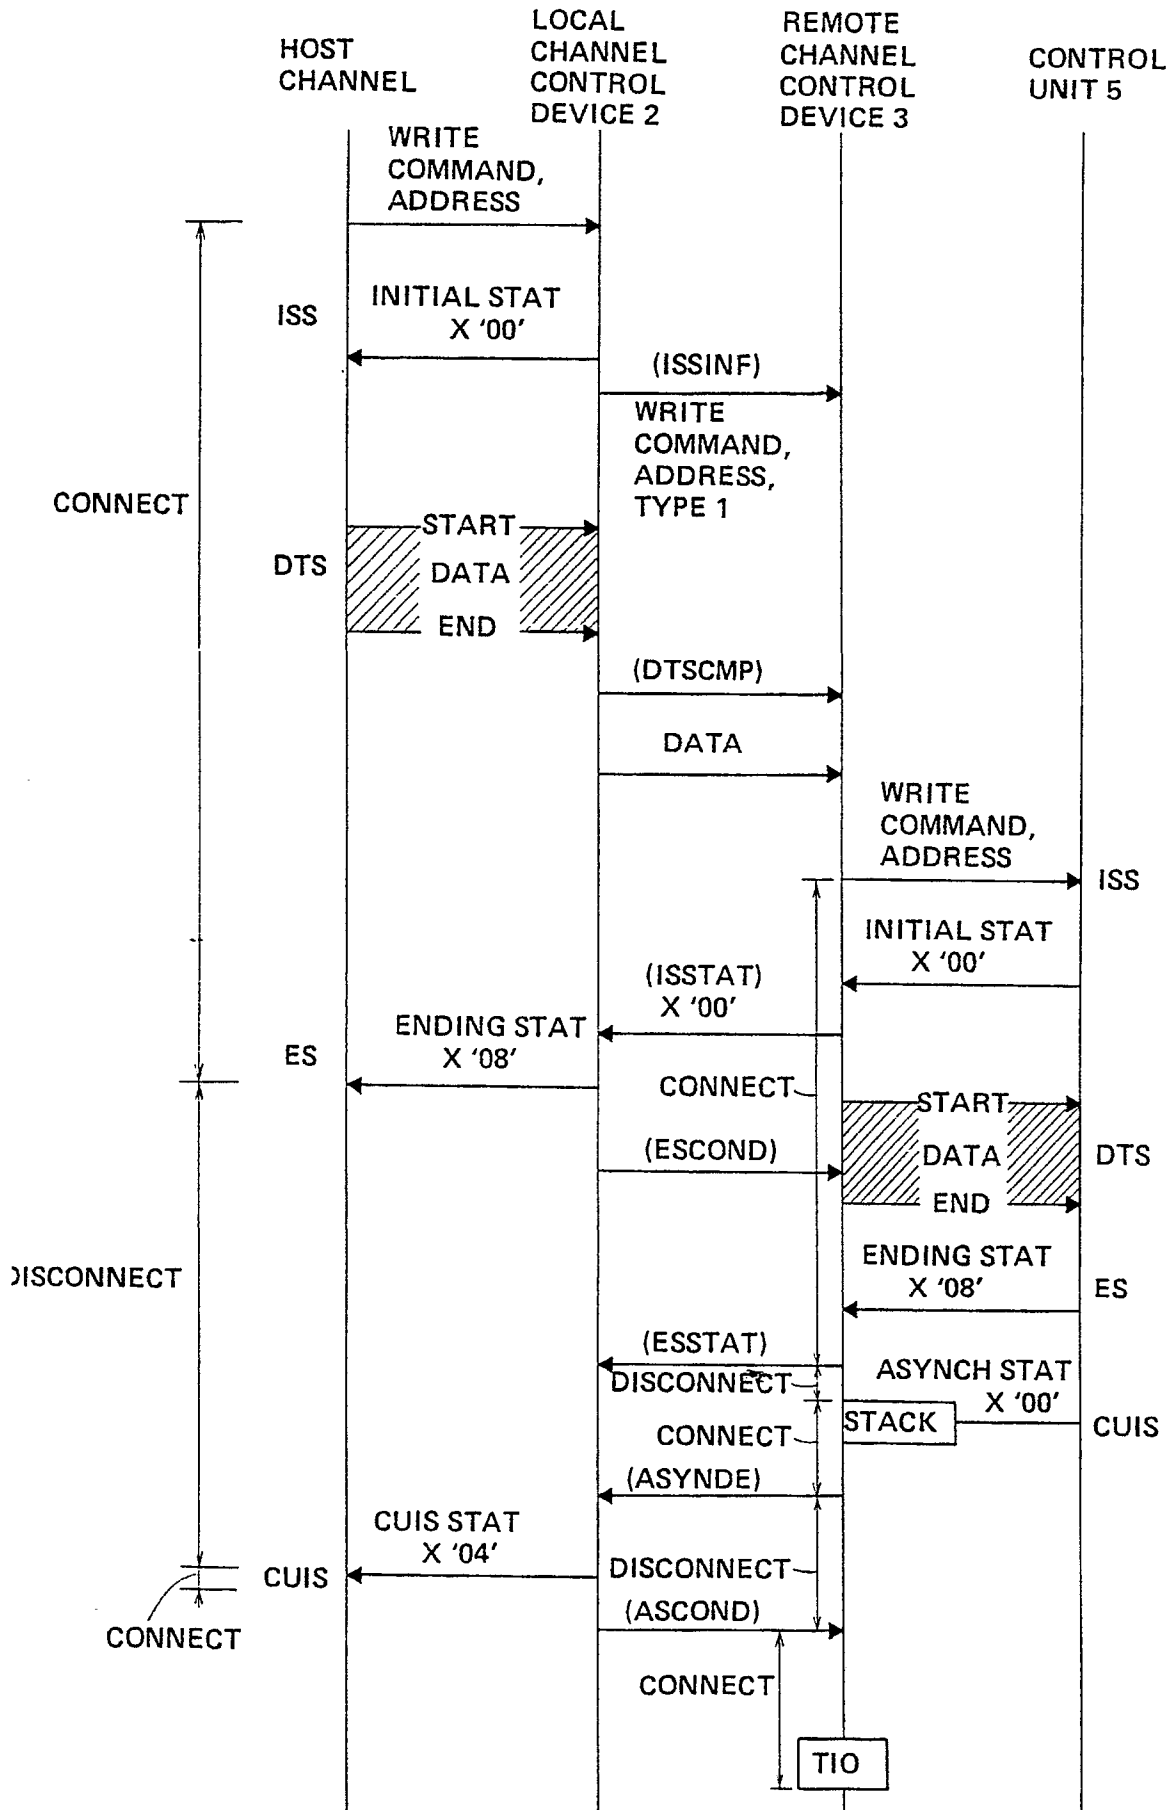 HOST
CHANNEL
LOCAL
CHANNEL
CONTROL
DEVICE 2
REMOTE
CHANNEL
CONTROL
DEVICE 3
CONTROL
UNIT 5
WRITE
COMMAND,
ADDRESS
ISS
INITIAL STAT
X '00'
(ISSINF)
WRITE
COMMAND,
ADDRESS,
TYPE 1
CONNECT
START
DTS
DATA
END
(DTSCMP)
DATA
WRITE
COMMAND,
ADDRESS
ISS
INITIAL STAT
X '00'
(ISSTAT)
X '00'
ENDING STAT
X '08'
ES
CONNECT
START
(ESCOND)
DATA
DTS
END
DISCONNECT
ENDING STAT
X '08'
ES
(ESSTAT)
DISCONNECT
ASYNCH STAT
X '00'
STACK
CUIS
CONNECT
(ASYNDE)
CUIS STAT
X '04'
CUIS
DISCONNECT
(ASCOND)
CONNECT
CONNECT
TIO